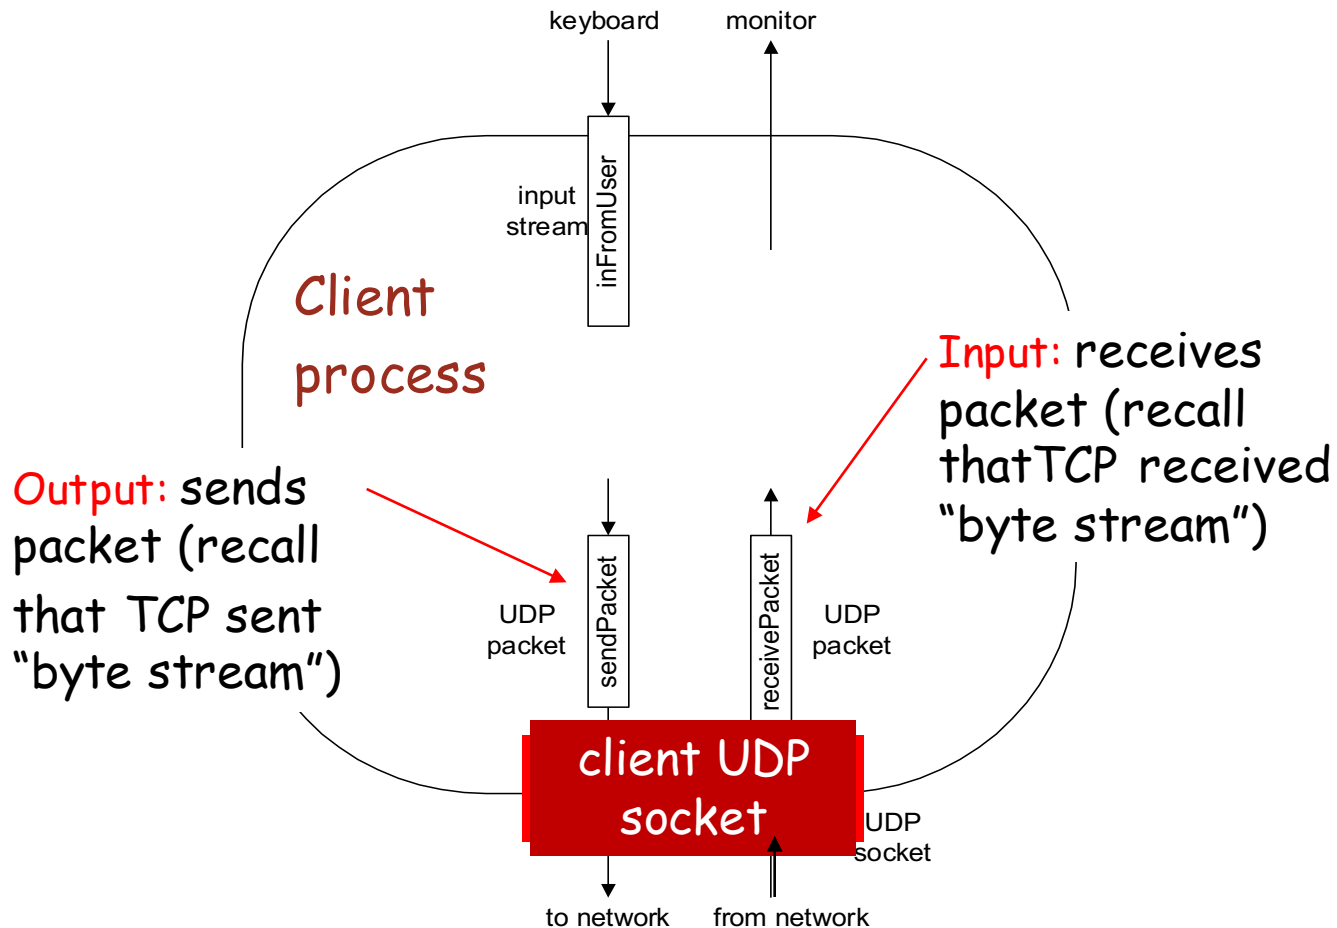 keyboard
monitor
input
stream
inFromUser
Client
process
Input: receives
packet (recall
thatTCP received
“byte stream”)
Output: sends
packet (recall
that TCP sent
“byte stream”)
UDP
packet
sendPacket
receivePacket
UDP
packet
client UDP
socket
UDP
socket
to network
from network